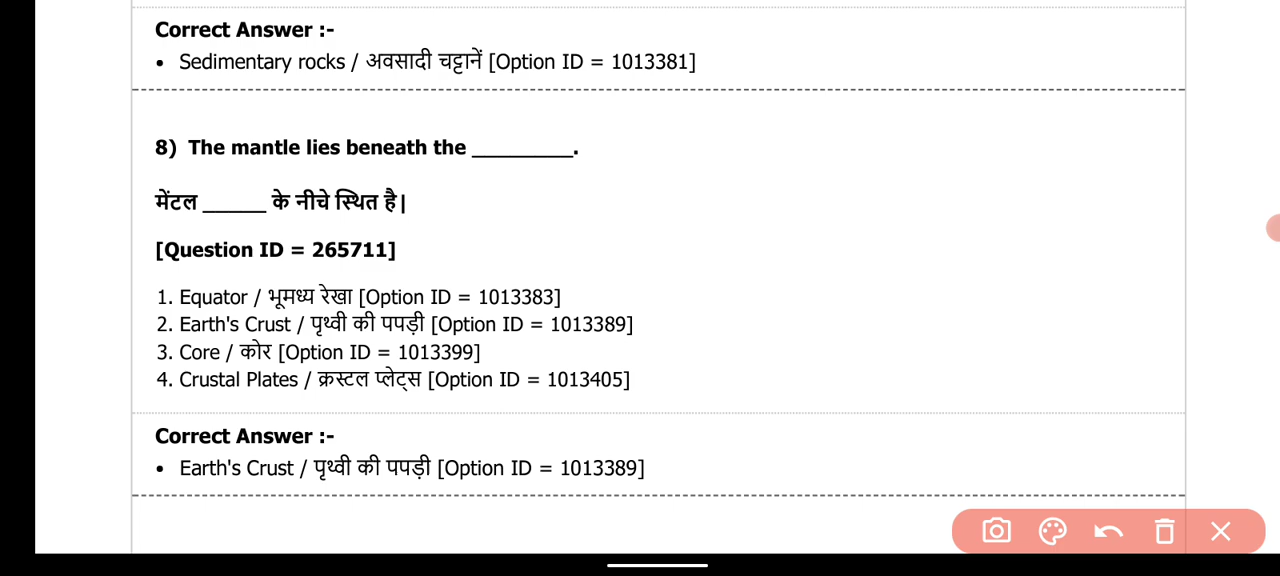 Correct Answer :-
• Sedimentary rocks / अवसादी चट्टानें [Option ID = 1013381]
8) The mantle lies beneath the _________.
मेंटल _____ के नीचे स्थित है|
[Question ID = 265711]
1. Equator / भूमध्य रेखा [Option ID = 1013383]
2. Earth's Crust / पृथ्वी की पपड़ी [Option ID = 1013389]
3. Core / कोर [Option ID = 1013399]
4. Crustal Plates / क्रस्टल प्लेट्स [Option ID = 1013405]
Correct Answer :-
• Earth's Crust / पृथ्वी की पपड़ी [Option ID = 1013389]